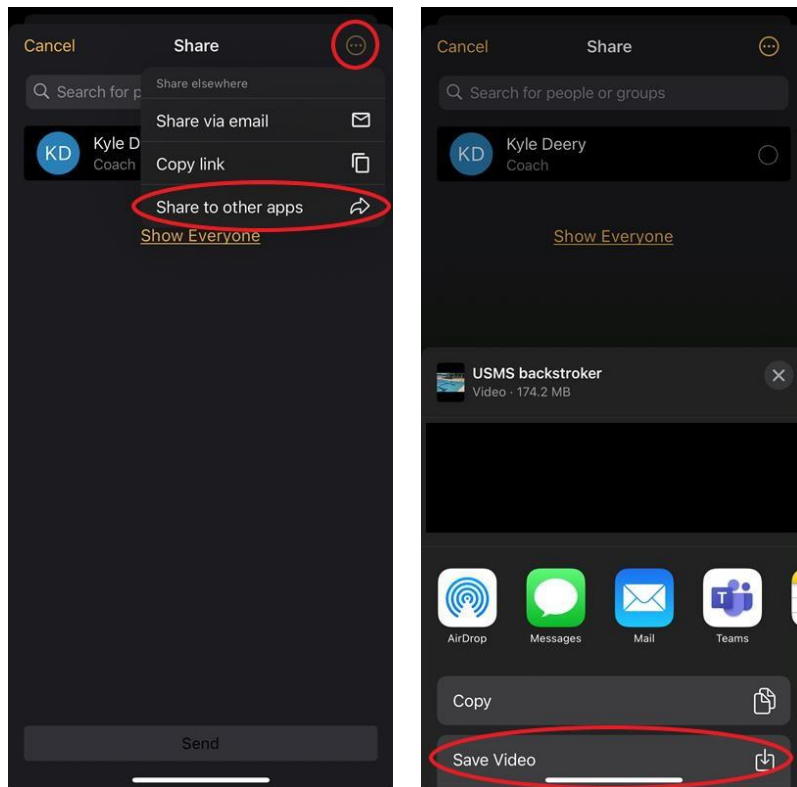 Cancel Share
Search for p
Share elsewhere
Share via email
KD Kyle D
Coach
Copy link
Share to other apps
Show Everyone
Send
Cancel Share
Search for people or groups
KD Kyle Deery
Coach
Show Everyone
USMS backstroker
Video · 174.2 MB
AirDrop Messages Mail Teams
Copy
Save Video